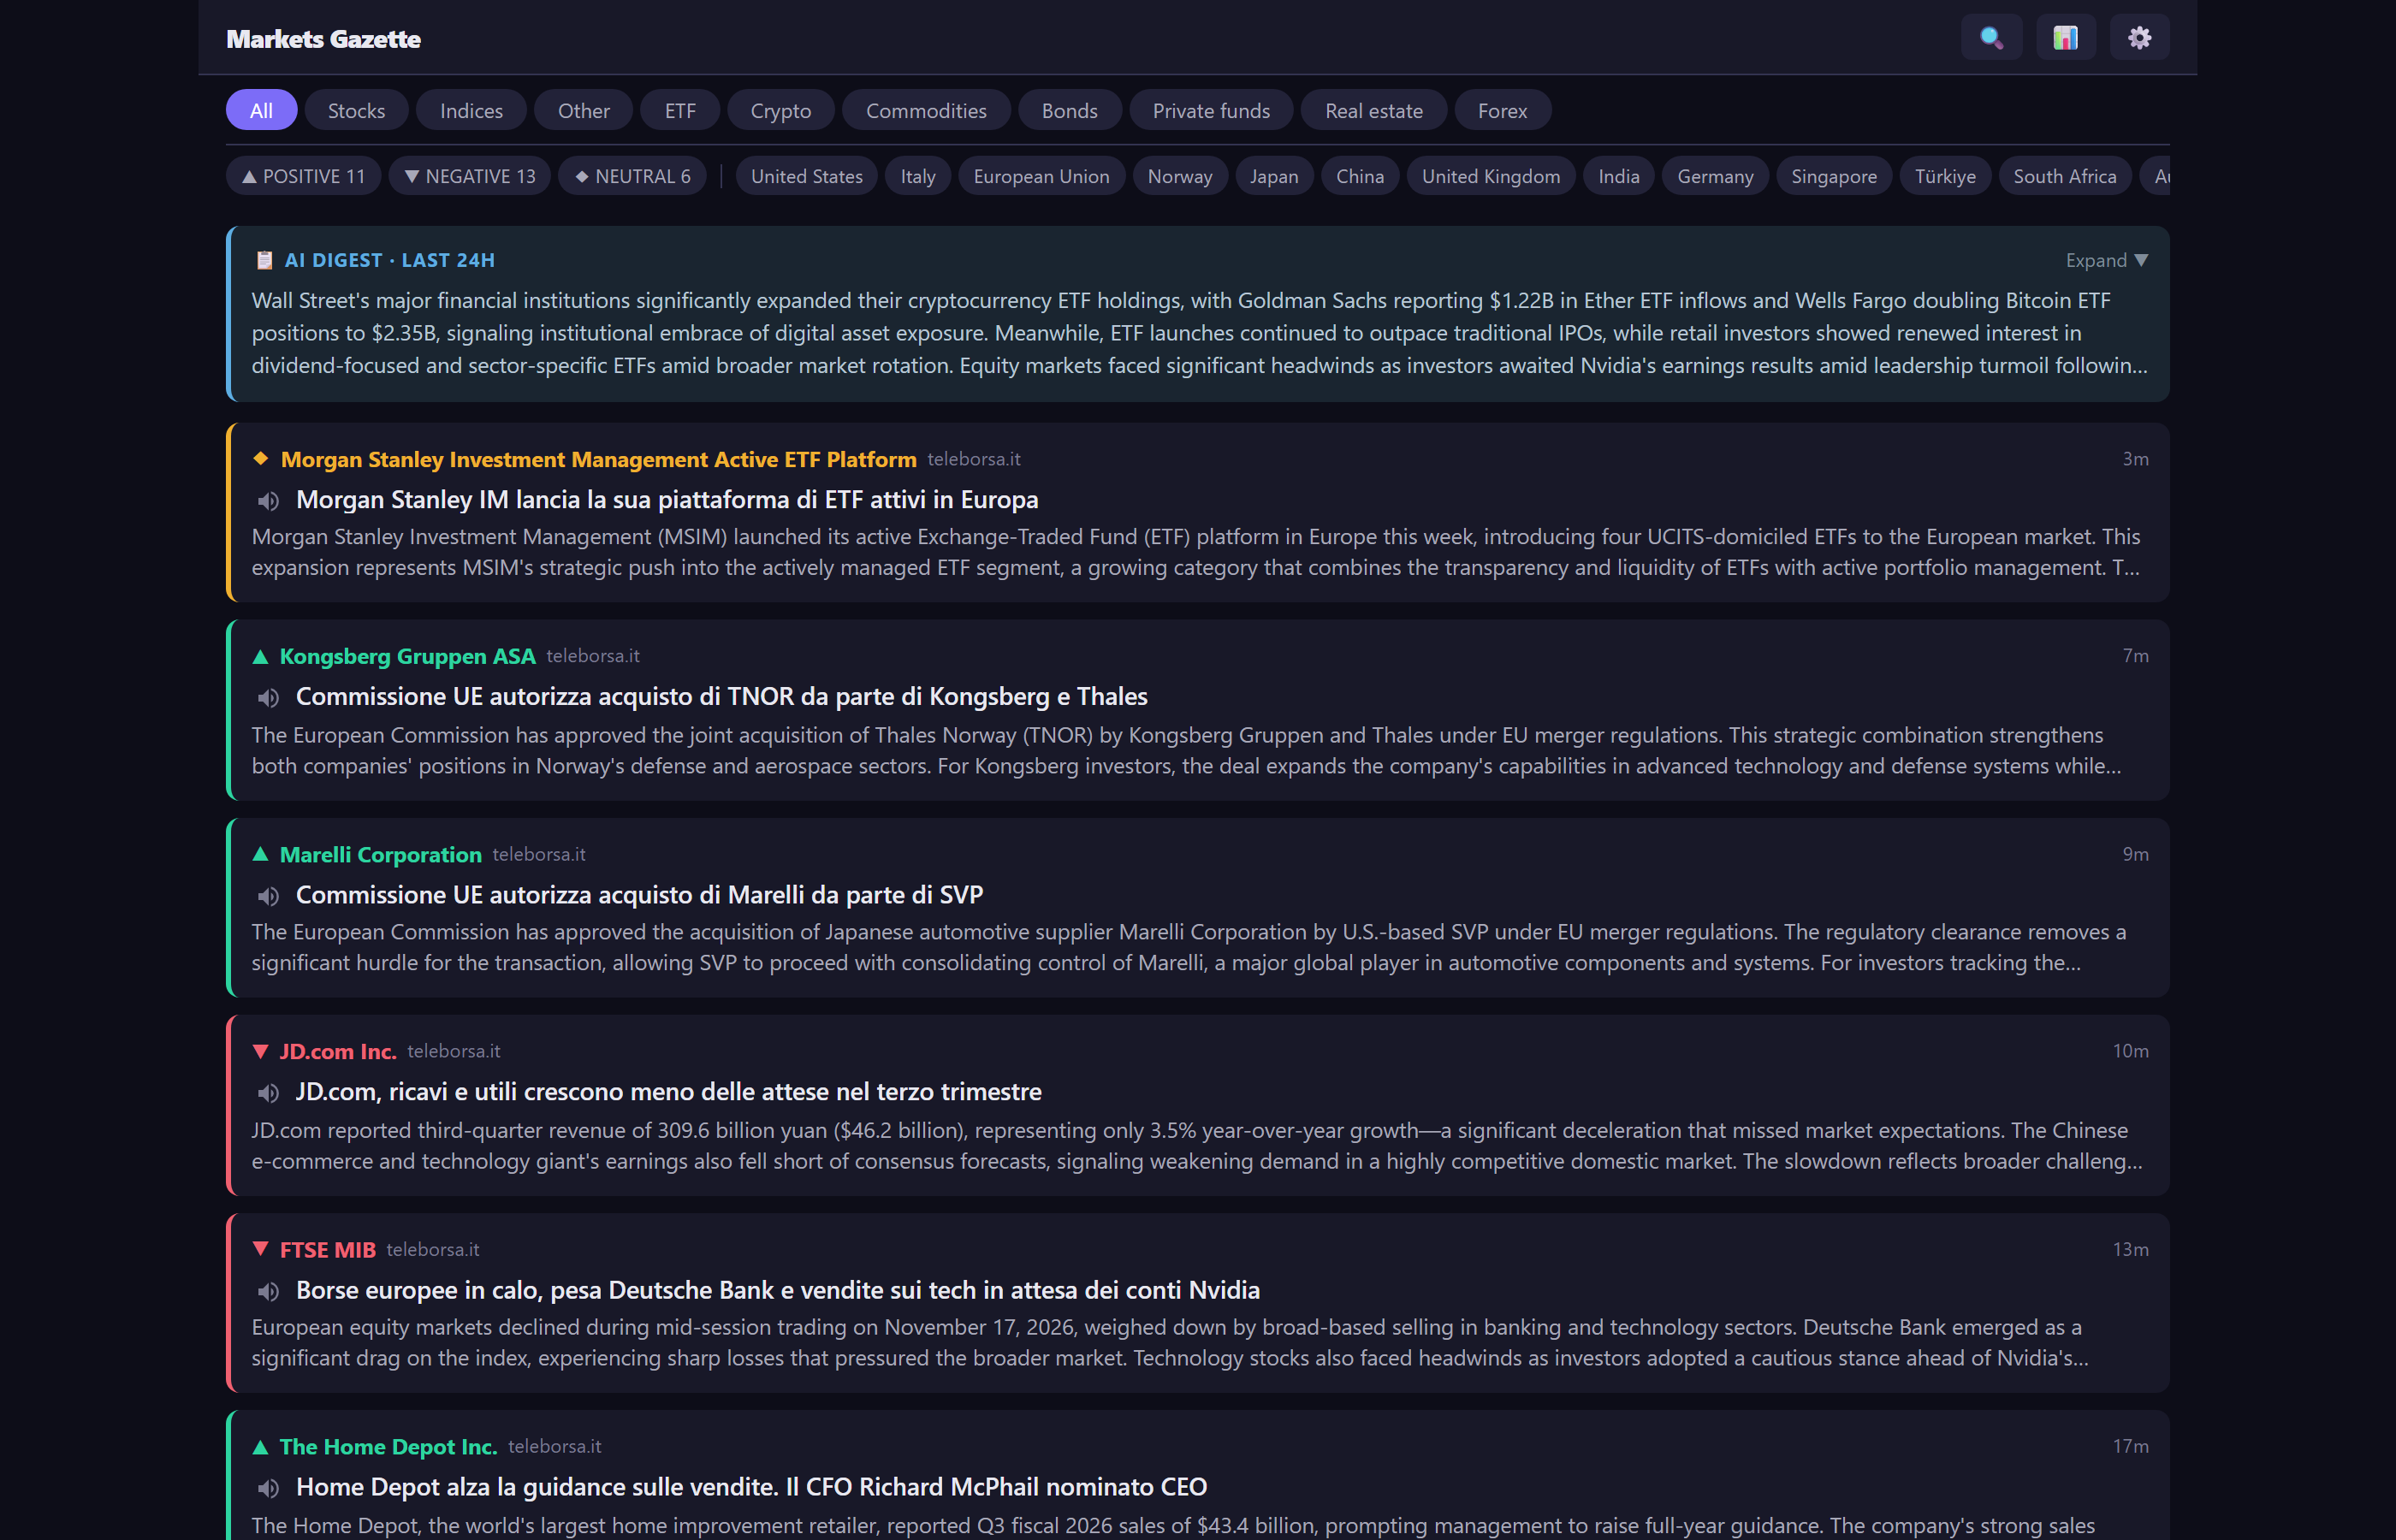 Markets Gazette
All Stocks Indices Other ETF Crypto Commodities Bonds Private funds Real estate Forex
▲ POSITIVE 11 ▼ NEGATIVE 13 ◆ NEUTRAL 6 United States Italy European Union Norway Japan China United Kingdom India Germany Singapore Türkiye South Africa
AI DIGEST · LAST 24H Expand ▼
Wall Street's major financial institutions significantly expanded their cryptocurrency ETF holdings, with Goldman Sachs reporting $1.22B in Ether ETF inflows and Wells Fargo doubling Bitcoin ETF
positions to $2.35B, signaling institutional embrace of digital asset exposure. Meanwhile, ETF launches continued to outpace traditional IPOs, while retail investors showed renewed interest in
dividend-focused and sector-specific ETFs amid broader market rotation. Equity markets faced significant headwinds as investors awaited Nvidia's earnings results amid leadership turmoil followin...
◆ Morgan Stanley Investment Management Active ETF Platform teleborsa.it 3m
Morgan Stanley IM lancia la sua piattaforma di ETF attivi in Europa
Morgan Stanley Investment Management (MSIM) launched its active Exchange-Traded Fund (ETF) platform in Europe this week, introducing four UCITS-domiciled ETFs to the European market. This
expansion represents MSIM's strategic push into the actively managed ETF segment, a growing category that combines the transparency and liquidity of ETFs with active portfolio management. T...
▲ Kongsberg Gruppen ASA teleborsa.it 7m
Commissione UE autorizza acquisto di TNOR da parte di Kongsberg e Thales
The European Commission has approved the joint acquisition of Thales Norway (TNOR) by Kongsberg Gruppen and Thales under EU merger regulations. This strategic combination strengthens
both companies' positions in Norway's defense and aerospace sectors. For Kongsberg investors, the deal expands the company's capabilities in advanced technology and defense systems while...
▲ Marelli Corporation teleborsa.it 9m
Commissione UE autorizza acquisto di Marelli da parte di SVP
The European Commission has approved the acquisition of Japanese automotive supplier Marelli Corporation by U.S.-based SVP under EU merger regulations. The regulatory clearance removes a
significant hurdle for the transaction, allowing SVP to proceed with consolidating control of Marelli, a major global player in automotive components and systems. For investors tracking the...
▼ JD.com Inc. teleborsa.it 10m
JD.com, ricavi e utili crescono meno delle attese nel terzo trimestre
JD.com reported third-quarter revenue of 309.6 billion yuan ($46.2 billion), representing only 3.5% year-over-year growth—a significant deceleration that missed market expectations. The Chinese
e-commerce and technology giant's earnings also fell short of consensus forecasts, signaling weakening demand in a highly competitive domestic market. The slowdown reflects broader challeng...
▼ FTSE MIB teleborsa.it 13m
Borse europee in calo, pesa Deutsche Bank e vendite sui tech in attesa dei conti Nvidia
European equity markets declined during mid-session trading on November 17, 2026, weighed down by broad-based selling in banking and technology sectors. Deutsche Bank emerged as a
significant drag on the index, experiencing sharp losses that pressured the broader market. Technology stocks also faced headwinds as investors adopted a cautious stance ahead of Nvidia's...
▲ The Home Depot Inc. teleborsa.it 17m
Home Depot alza la guidance sulle vendite. Il CFO Richard McPhail nominato CEO
The Home Depot, the world's largest home improvement retailer, reported Q3 fiscal 2026 sales of $43.4 billion, prompting management to raise full-year guidance. The company's strong sales